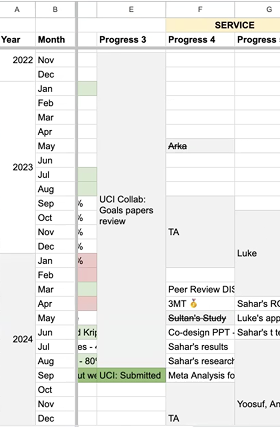 A B E F G
SERVICE
Year Month Progress 3 Progress 4 Progress
2022 Nov
Dec
Jan
Feb
Mar
Apr
May Arka
Jun
2023 Jul
Aug
Sep % UCI Collab:
Oct % Goals papers
Nov % review TA
Dec %
Luke
Jan %
Feb
Mar Peer Review DIS
Apr 3MT 🏅 Sahar's RO
May Sultan's Study Luke's app
2024 Jun d Krip Co-design PPT - Sahar's t te
Jul es - 4 Sahar's results
Aug - 80% Sahar's research
Sep ut we UCI: Submitted Meta Analysis fo
Oct
Nov Yoosuf, An
Dec TA